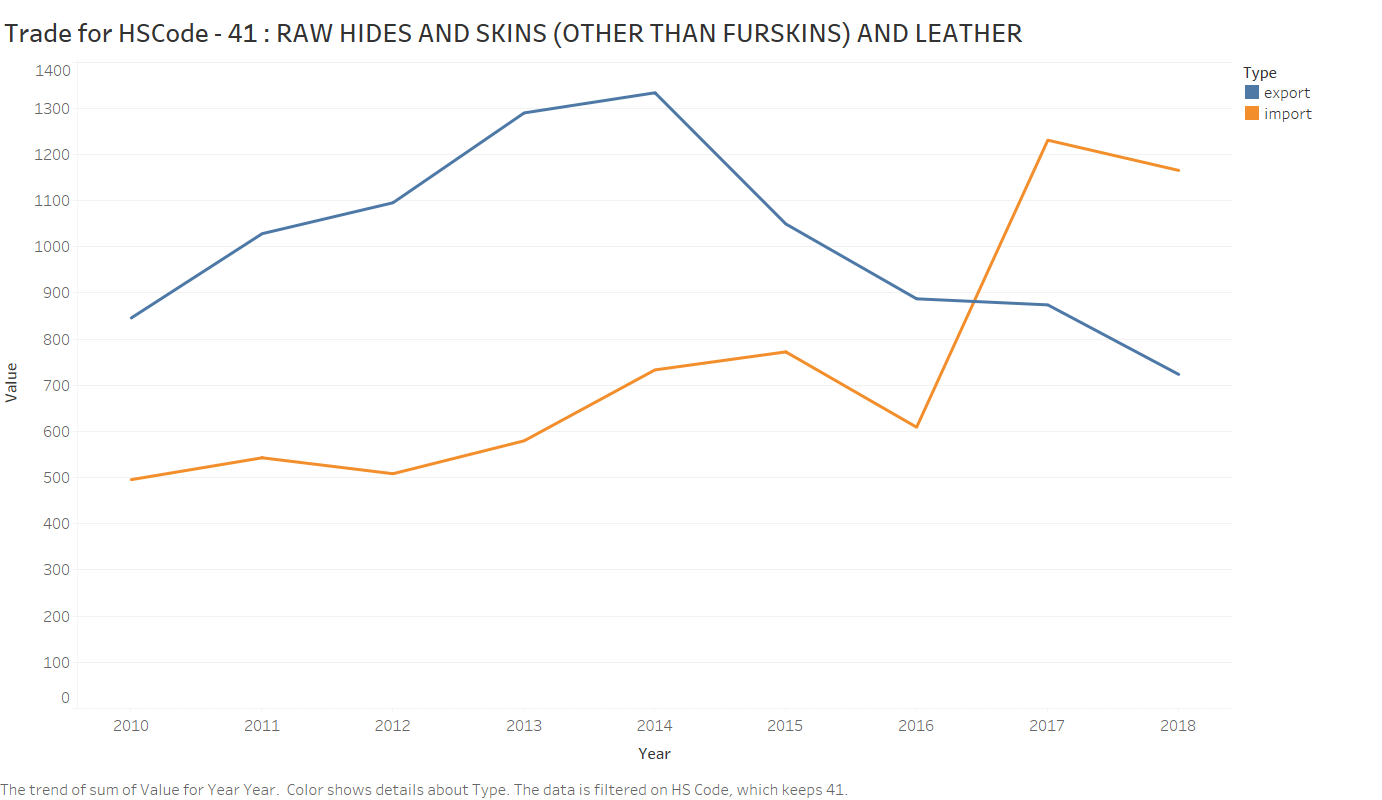 Trade for HSCode - 41 : RAW HIDES AND SKINS (OTHER THAN FURSKINS) AND LEATHER
Type
export
import
Value
1400
1300
1200
1100
1000
900
800
700
600
500
400
300
200
100
0
2010 2011 2012 2013 2014 2015 2016 2017 2018
Year
The trend of sum of Value for Year Year.  Color shows details about Type. The data is filtered on HS Code, which keeps 41.